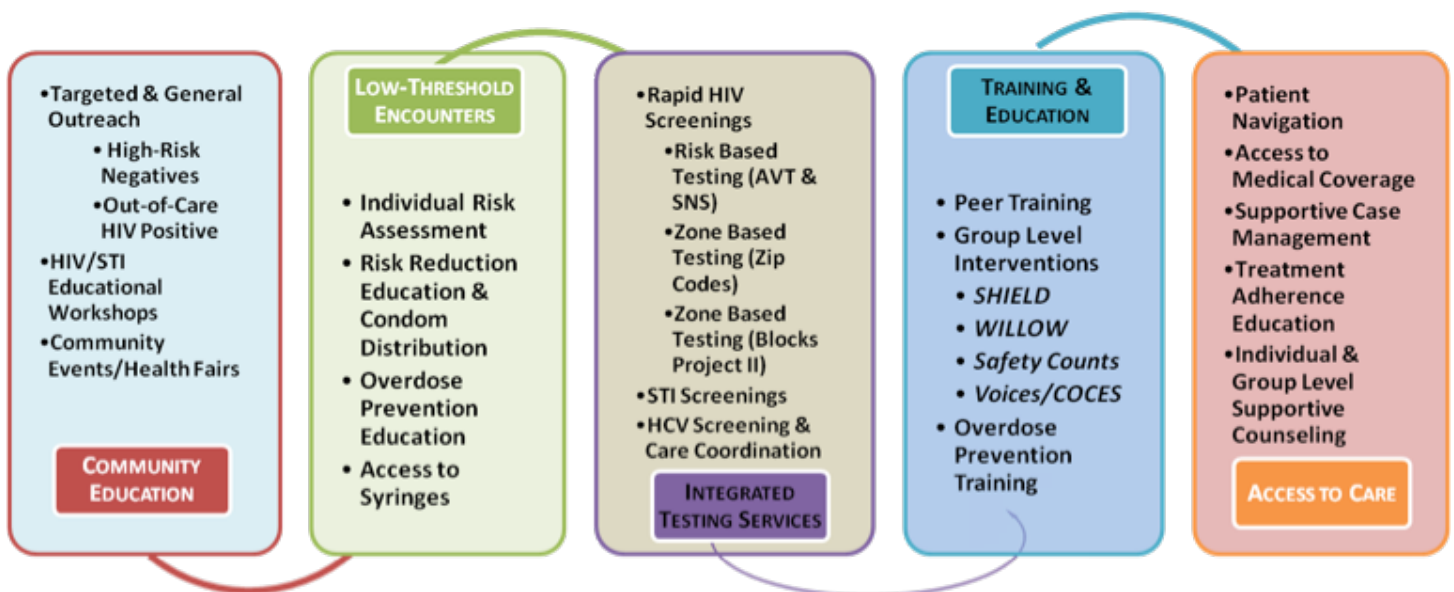 •Targeted & General
Outreach
• High-Risk
Negatives
•Out-of-Care
HIV Positive
•HIV/STI
Educational
Workshops
•Community
Events/Health Fairs
COMMUNITY
EDUCATION
LOW-THRESHOLD
ENCOUNTERS
• Individual Risk
Assessment
• Risk Reduction
Education &
Condom
Distribution
• Overdose
Prevention
Education
• Access to
Syringes
•Rapid HIV
Screenings
•Risk Based
Testing (AVT &
SNS)
•Zone Based
Testing (Zip
Codes)
•Zone Based
Testing (Blocks
Project II)
•STI Screenings
•HCV Screening &
Care Coordination
INTEGRATED
TESTING SERVICES
TRAINING &
EDUCATION
• Peer Training
• Group Level
Interventions
• SHIELD
• WILLOW
• Safety Counts
• Voices/COCES
• Overdose
Prevention
Training
•Patient
Navigation
•Access to
Medical Coverage
•Supportive Case
Management
•Treatment
Adherence
Education
•Individual &
Group Level
Supportive
Counseling
ACCESS TO CARE